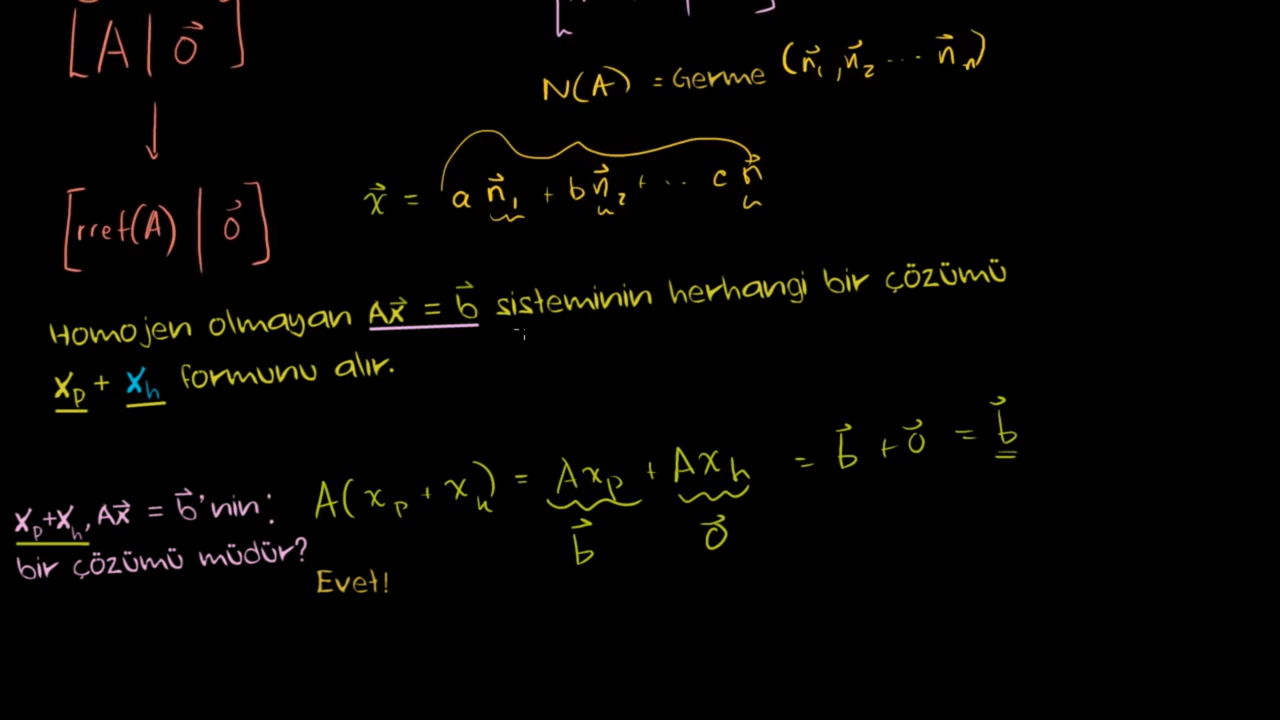 [A | 0⃗]
N(A) = Germe (n⃗₁, n⃗₂ ... n⃗ₙ)
x⃗ = a n⃗₁ + b n⃗₂ + ... c n⃗ₙ
[rref(A) | 0⃗]
Homojen olmayan Ax⃗ = b⃗ sisteminin herhangi bir çözümü
xₚ + xₕ formunu alır.
A(xₚ + xₕ) = Axₚ + Axₕ = b⃗ + 0⃗ = b⃗
b⃗ 0⃗
xₚ+xₕ, Ax⃗ = b⃗'nin:
bir çözümü müdür?
Evet!